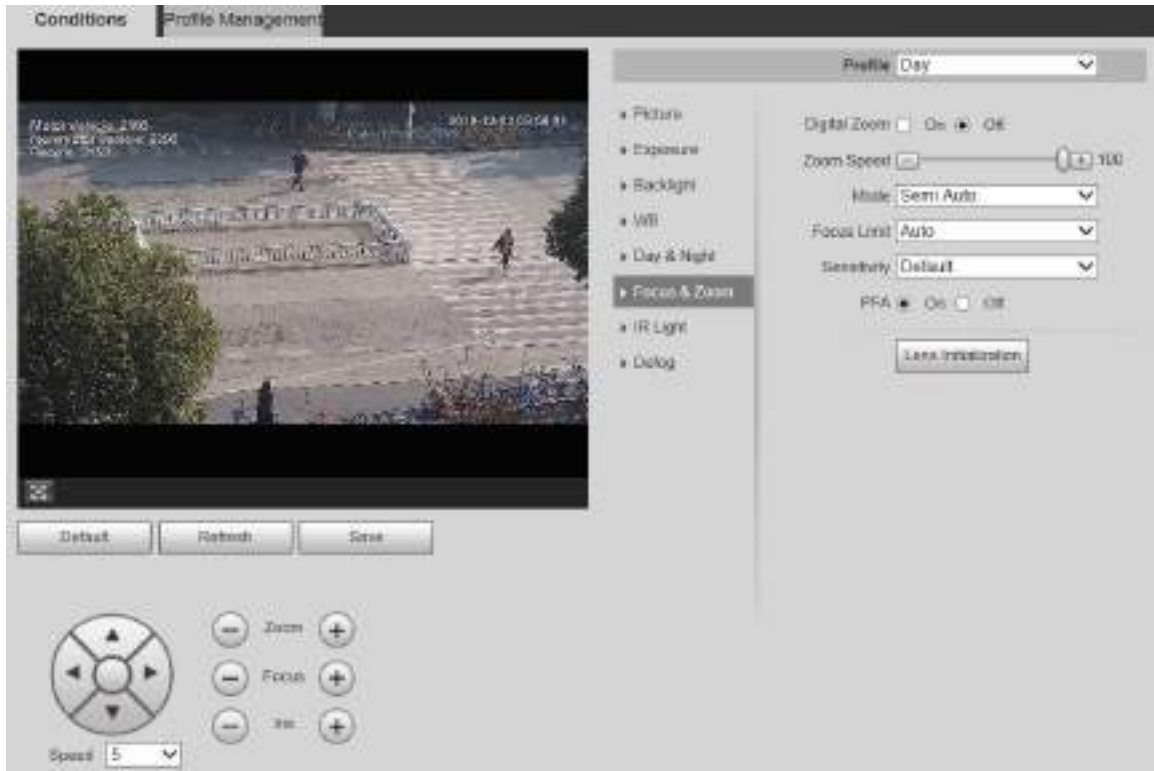 Conditions
Profile Management
Profile Day
Picture
Exposure
Backlight
WB
Day & Night
Focus & Zoom
IR Light
Defog
Digital Zoom On Off
Zoom Speed 100
Mode Semi Auto
Focus Limit Auto
Sensitivity Default
PFA On Off
Lens Initialization
Default
Refresh
Save
Zoom
Focus
Iris
Speed 5